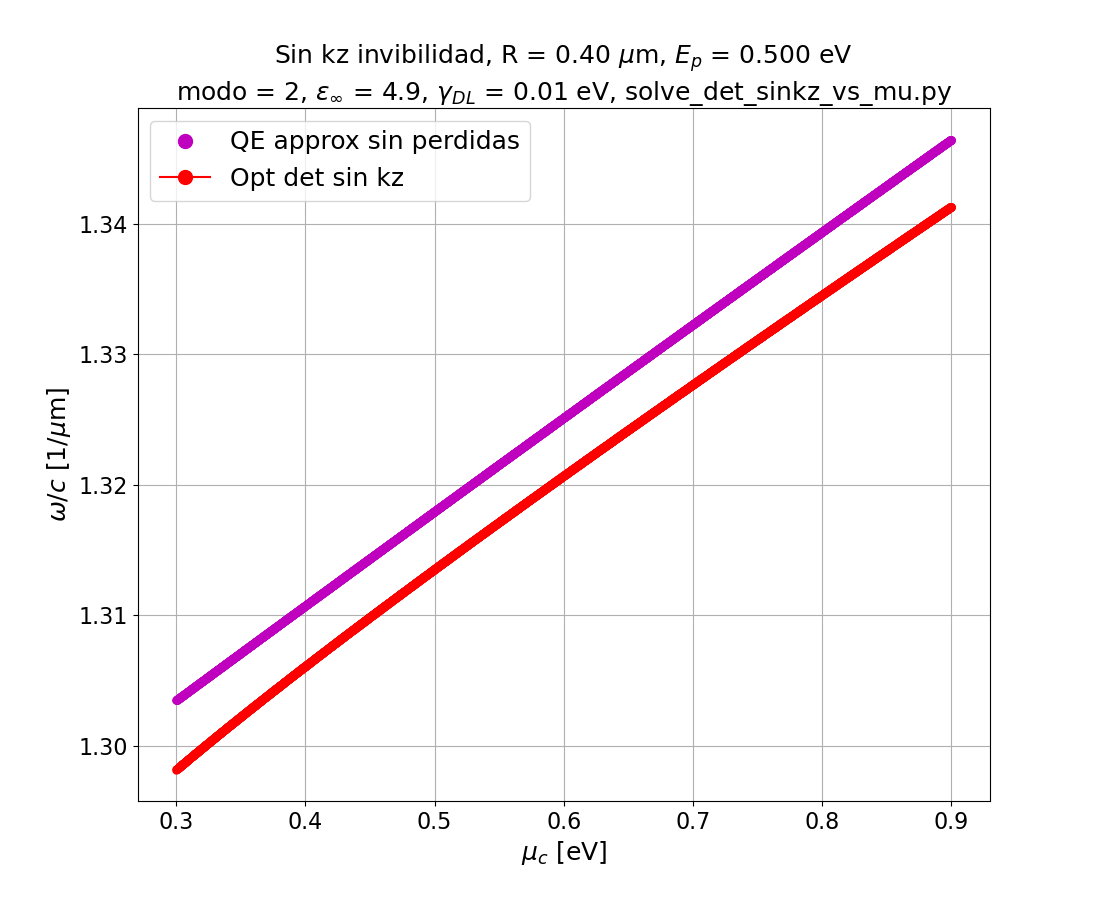 Sin kz invibilidad, R = 0.40 μm, $E_p$ = 0.500 eV
modo = 2, $ε_∞$ = 4.9, $γ_{DL}$ = 0.01 eV, solve_det_sinkz_vs_mu.py
QE approx sin perdidas
Opt det sin kz
ω/c [1/μm]
1.34
1.33
1.32
1.31
1.30
0.3 0.4 0.5 0.6 0.7 0.8 0.9
$μ_c$ [eV]